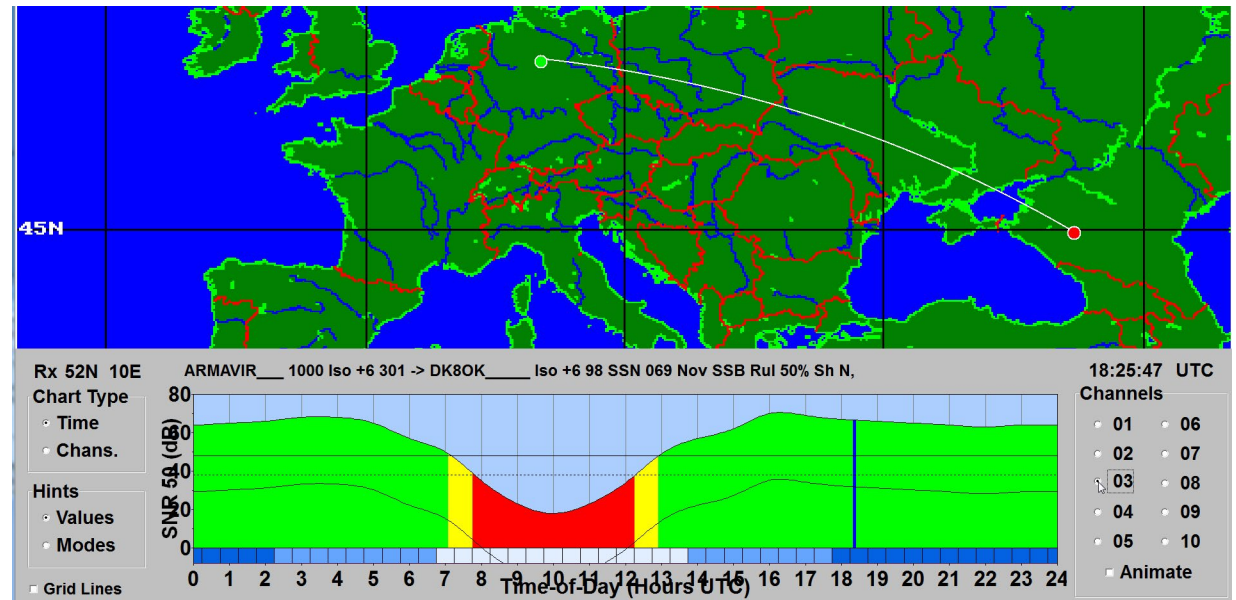 45N
Rx 52N 10E
ARMAVIR___ 1000 Iso +6 301 -> DK8OK_____ Iso +6 98 SSN 069 Nov SSB Rul 50% Sh N,
18:25:47 UTC
Chart Type
Time
Chans.
Hints
Values
Modes
Grid Lines
SNR 50 (dB)
80
60
40
20
0
0 1 2 3 4 5 6 7 8 9 10 11 12 13 14 15 16 17 18 19 20 21 22 23 24
Time-of-Day (Hours UTC)
Channels
01 06
02 07
03 08
04 09
05 10
Animate